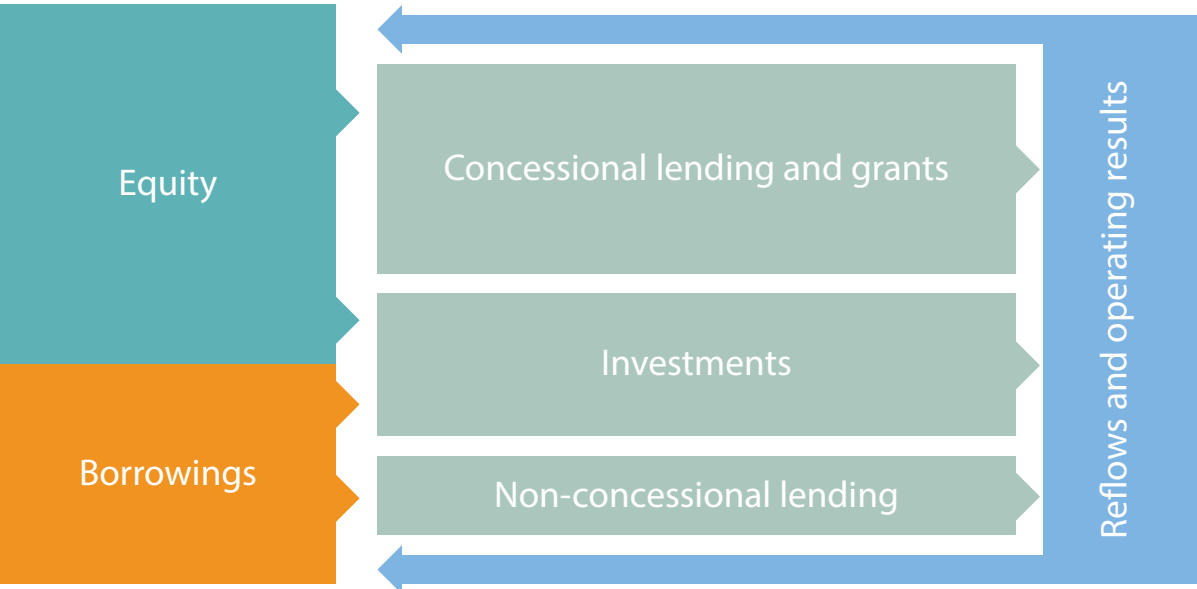 Equity
Borrowings
Concessional lending and grants
Investments
Non-concessional lending
Reflows and operating results